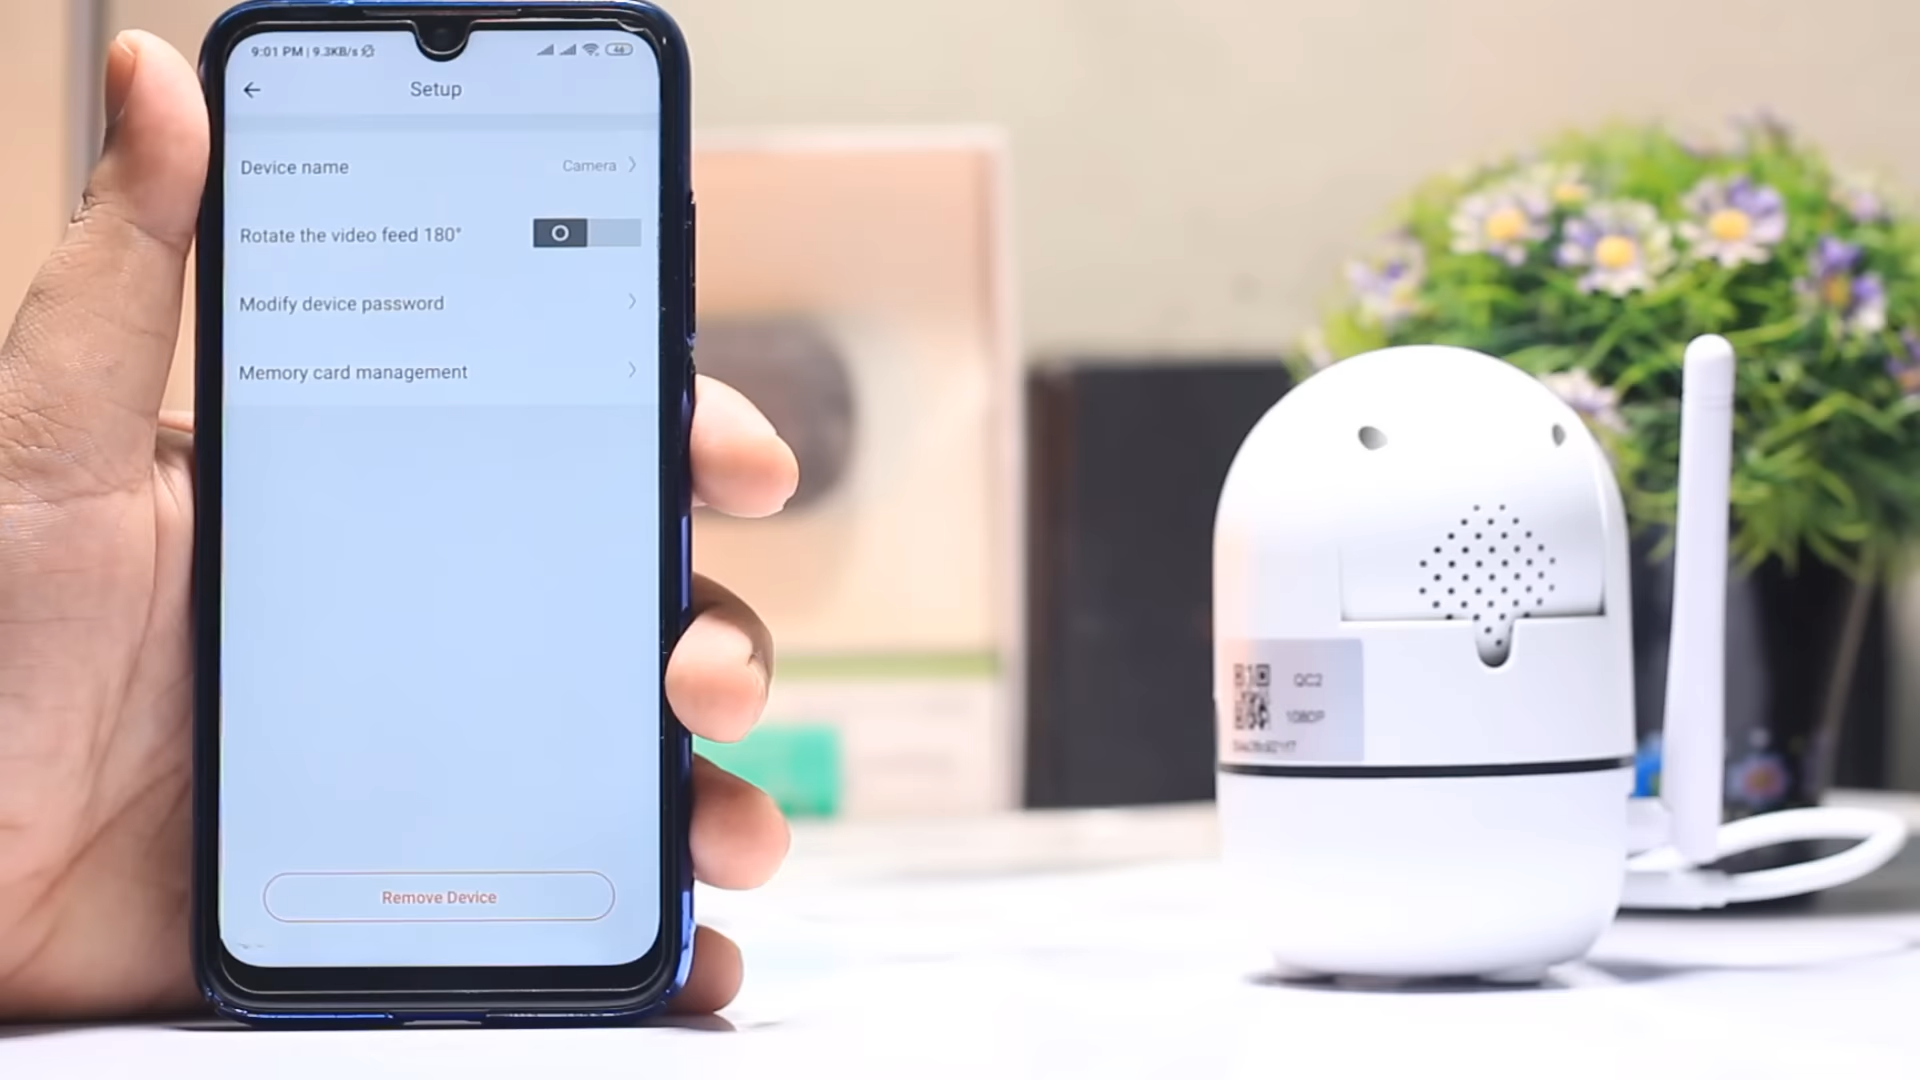 9:01 PM | 9.3KB/s
46
Setup
Device name
Camera
Rotate the video feed 180°
Modify device password
Memory card management
Remove Device
QC2
1080P